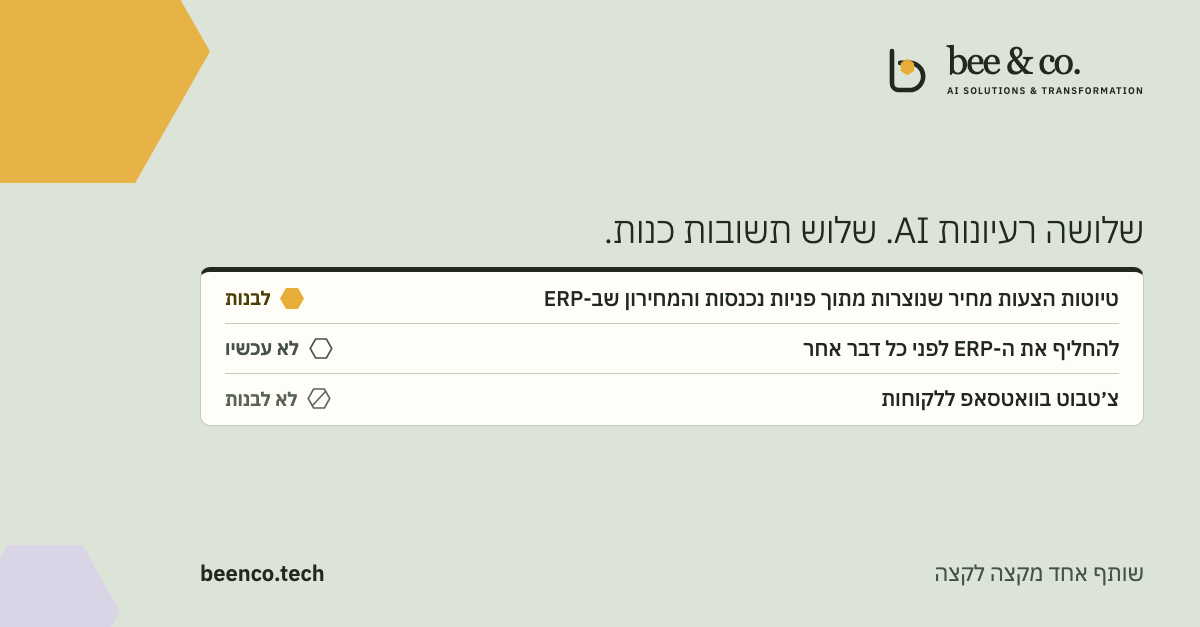 bee & co.
AI SOLUTIONS & TRANSFORMATION
שלושה רעיונות AI. שלוש תשובות כנות.
טיוטות הצעות מחיר שנוצרות מתוך פניות נכנסות והמחירון שב-ERP לבנות
להחליף את ה-ERP לפני כל דבר אחר לא עכשיו
צ׳טבוט בוואטסאפ ללקוחות לא לבנות
שותף אחד מקצה לקצה beenco.tech